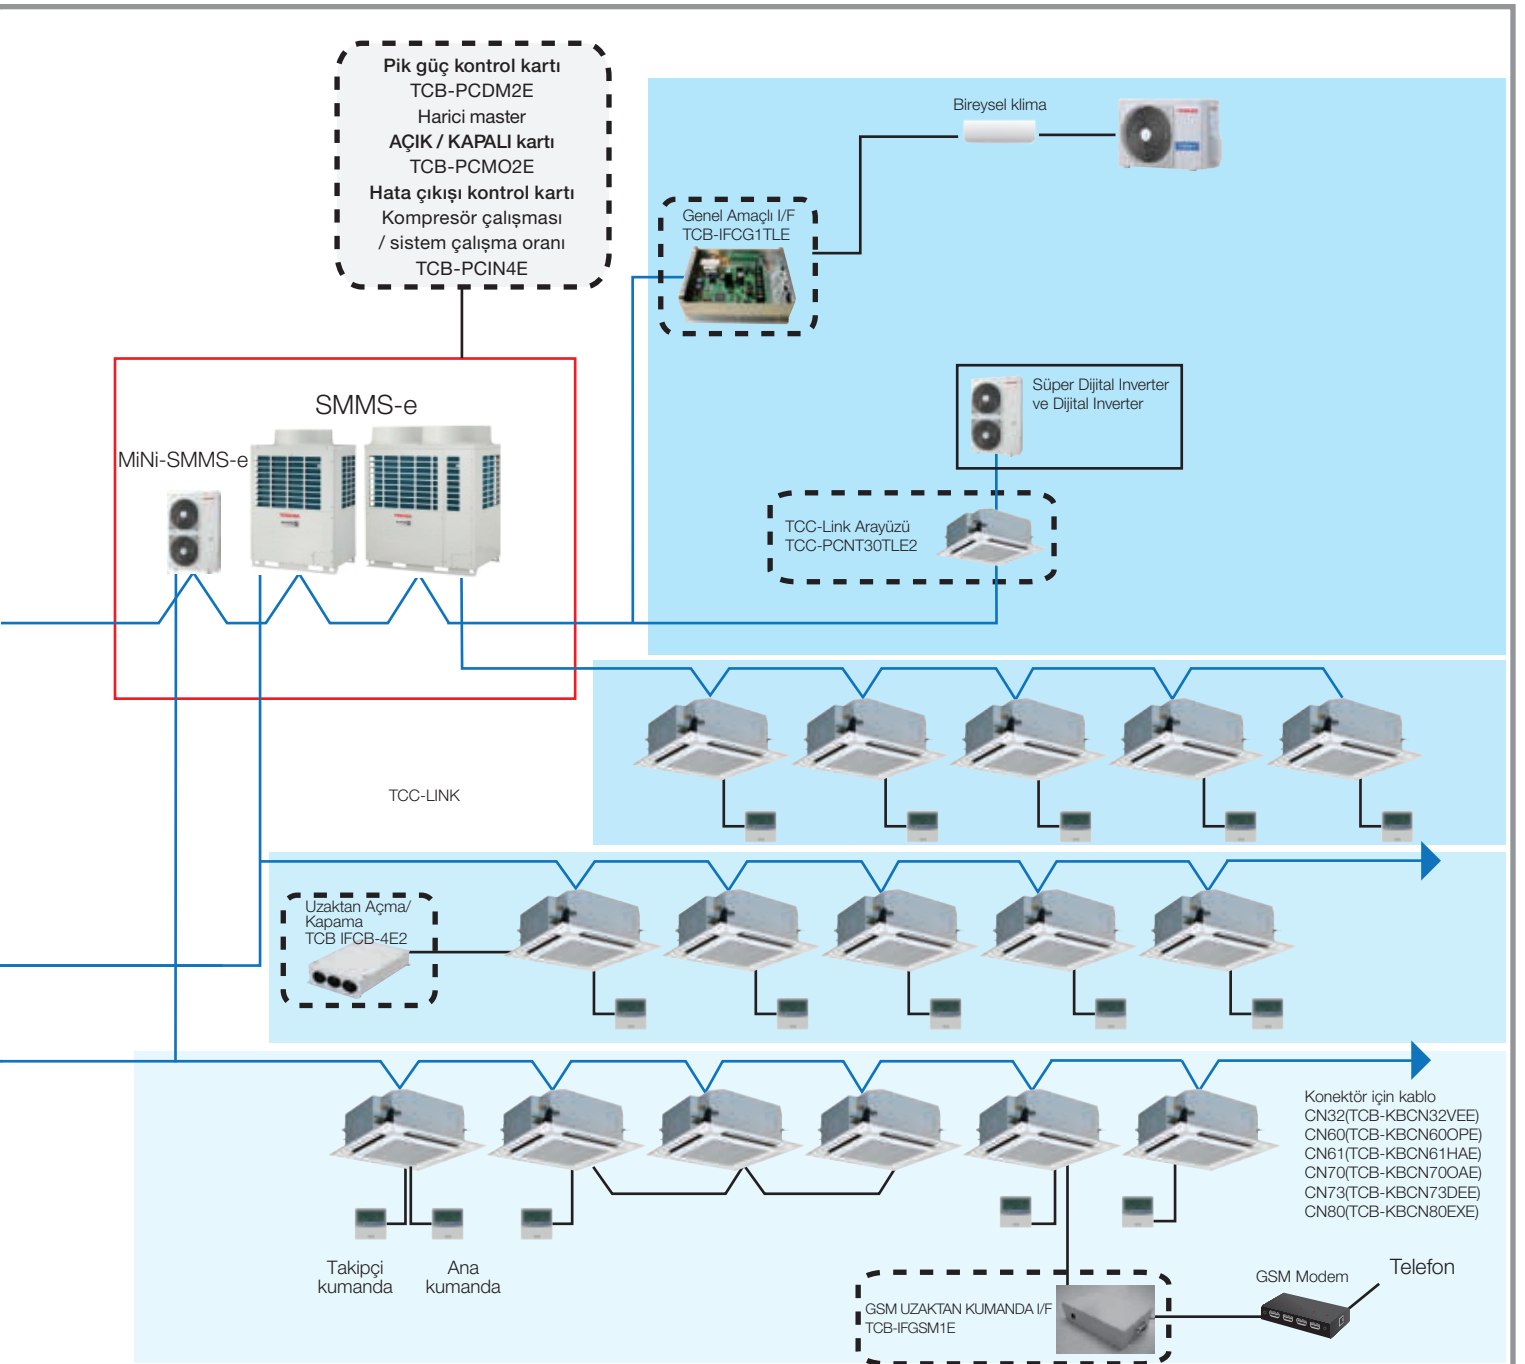 Pik güç kontrol kartı
TCB-PCDM2E
Harici master
AÇIK / KAPALI kartı
TCB-PCMO2E
Hata çıkışı kontrol kartı
Kompresör çalışması
/ sistem çalışma oranı
TCB-PCIN4E
Bireysel klima
Genel Amaçlı I/F
TCB-IFCG1TLE
SMMS-e
MiNi-SMMS-e
Süper Dijital Inverter
ve Dijital Inverter
TCC-Link Arayüzü
TCC-PCNT30TLE2
TCC-LINK
Uzaktan Açma/
Kapama
TCB IFCB-4E2
Konektör için kablo
CN32(TCB-KBCN32VEE)
CN60(TCB-KBCN60OPE)
CN61(TCB-KBCN61HAE)
CN70(TCB-KBCN70OAE)
CN73(TCB-KBCN73DEE)
CN80(TCB-KBCN80EXE)
Takipçi
kumanda
Ana
kumanda
GSM UZAKTAN KUMANDA I/F
TCB-IFGSM1E
GSM Modem
Telefon